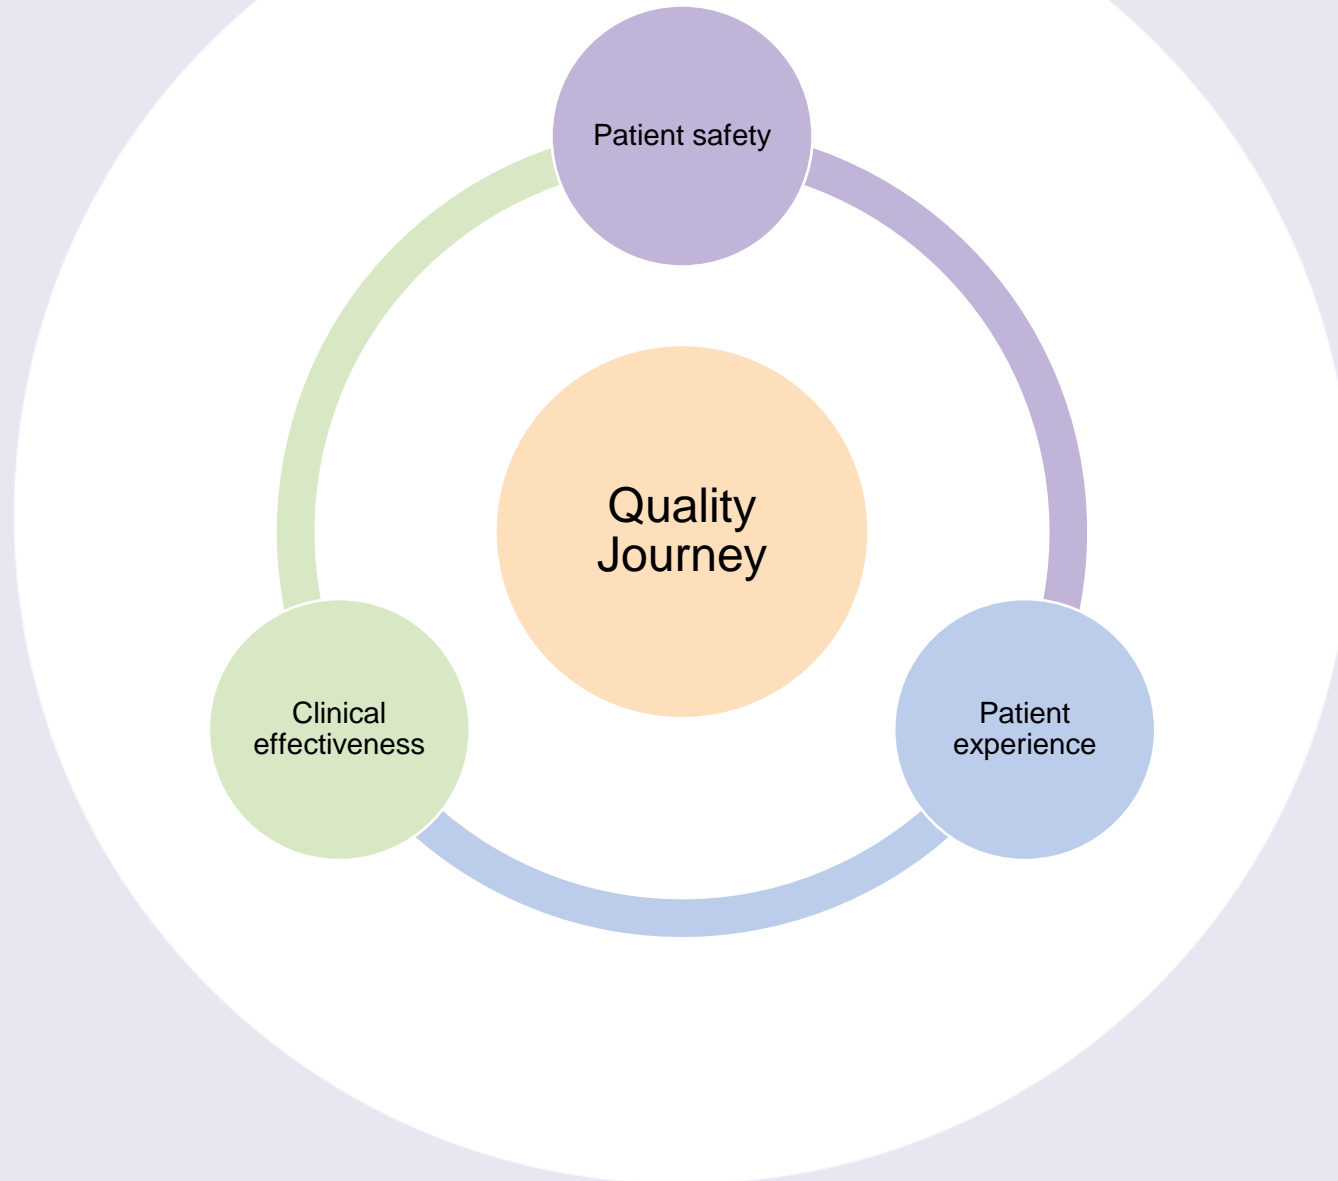 Patient safety
Quality
Journey
Clinical
effectiveness
Patient
experience